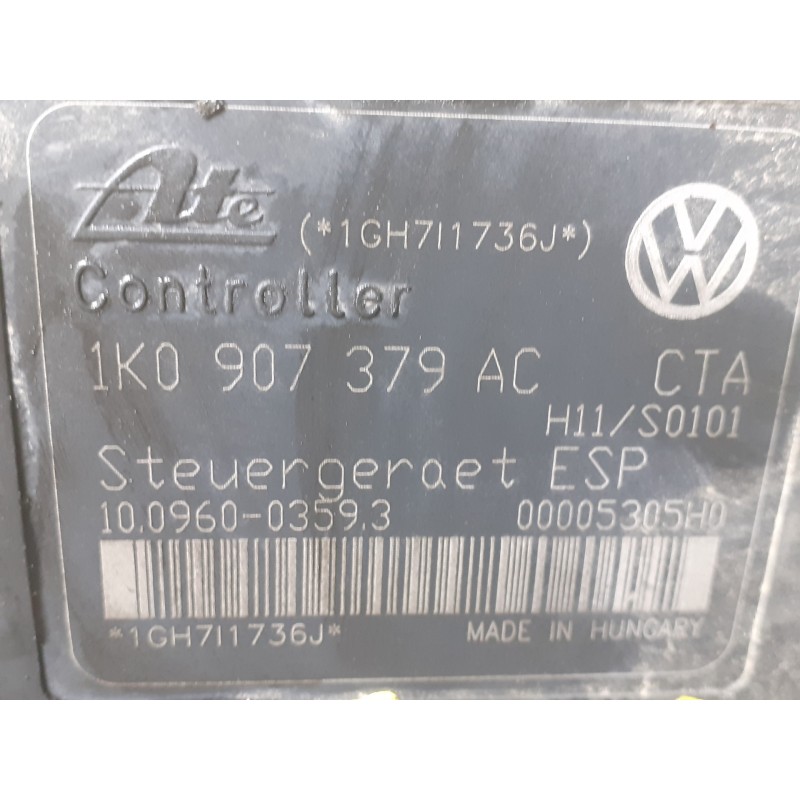 Ate (*1GH7I1736J*)
Controller
1K0 907 379 AC CTA
H11/S0101
Steuergeraet ESP
10.0960-0359.3 00005305H0
*1GH7I1736J* MADE IN HUNGARY